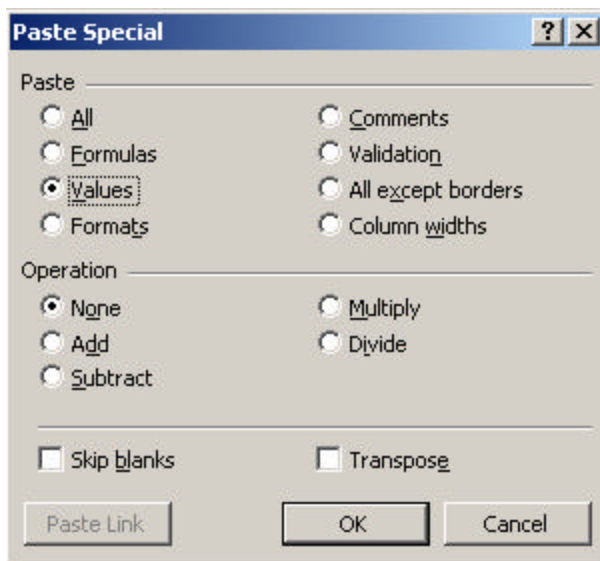 Paste Special
Paste
All
Comments
Formulas
Validation
Values
All except borders
Formats
Column widths
Operation
None
Multiply
Add
Divide
Subtract
Skip blanks
Transpose
Paste Link
OK
Cancel